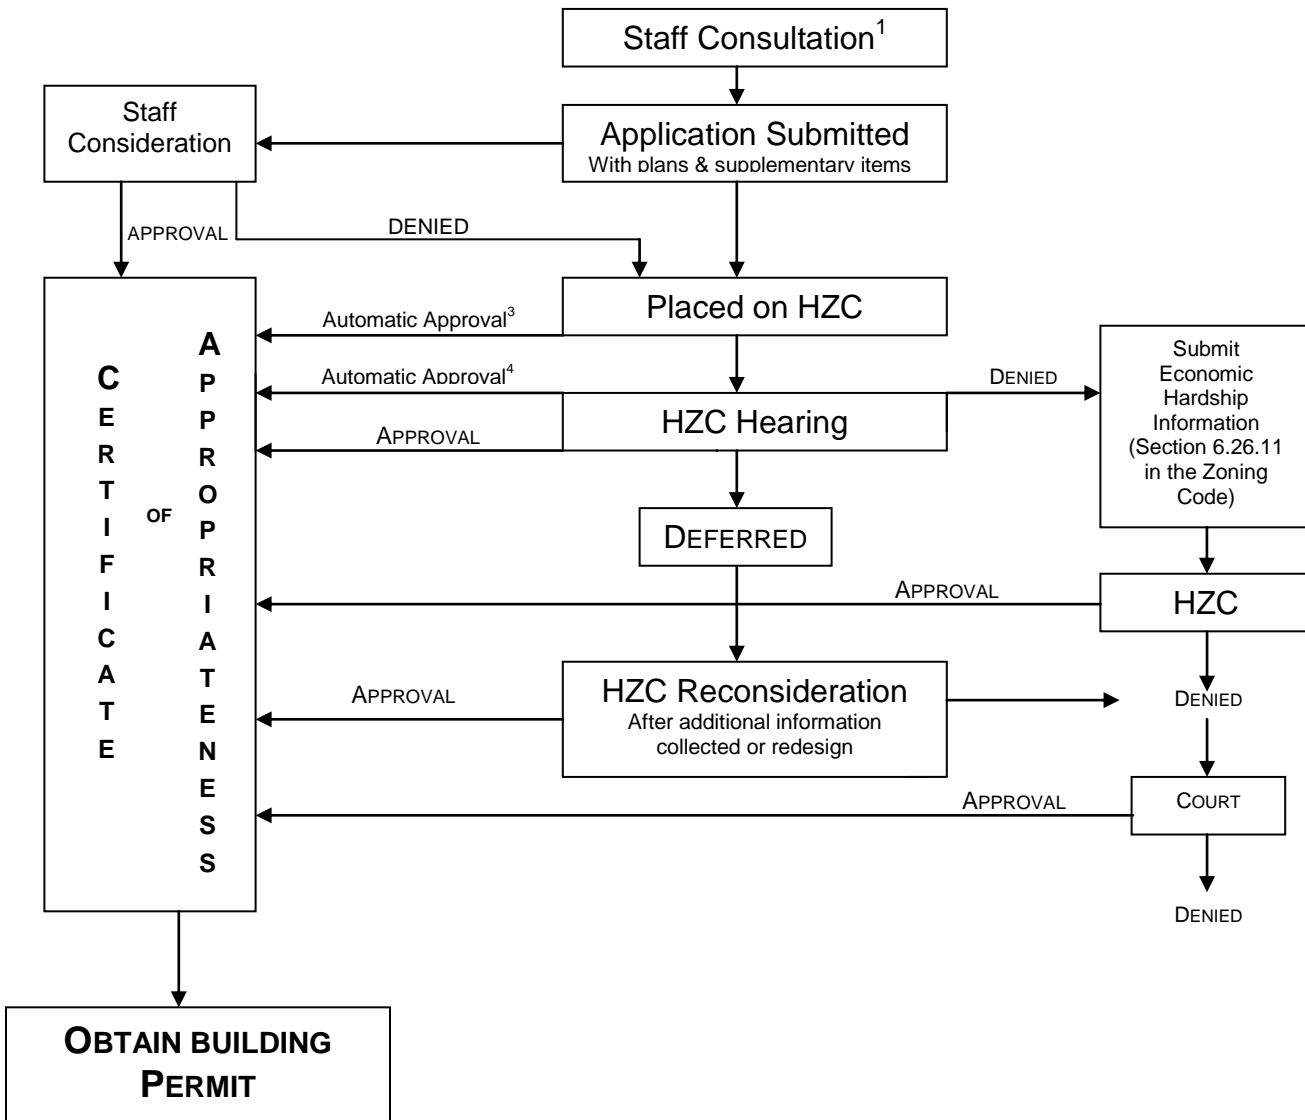 Staff Consultation¹
Staff
Consideration
Application Submitted
With plans & supplementary items
APPROVAL
DENIED
Placed on HZC
Automatic Approval³
CERTIFICATE
OF
APPROPRIATENESS
Automatic Approval⁴
HZC Hearing
DENIED
APPROVAL
Submit
Economic
Hardship
Information
(Section 6.26.11
in the Zoning
Code)
DEFERRED
APPROVAL
HZC
HZC Reconsideration
After additional information
collected or redesign
APPROVAL
DENIED
APPROVAL
COURT
DENIED
OBTAIN BUILDING
PERMIT